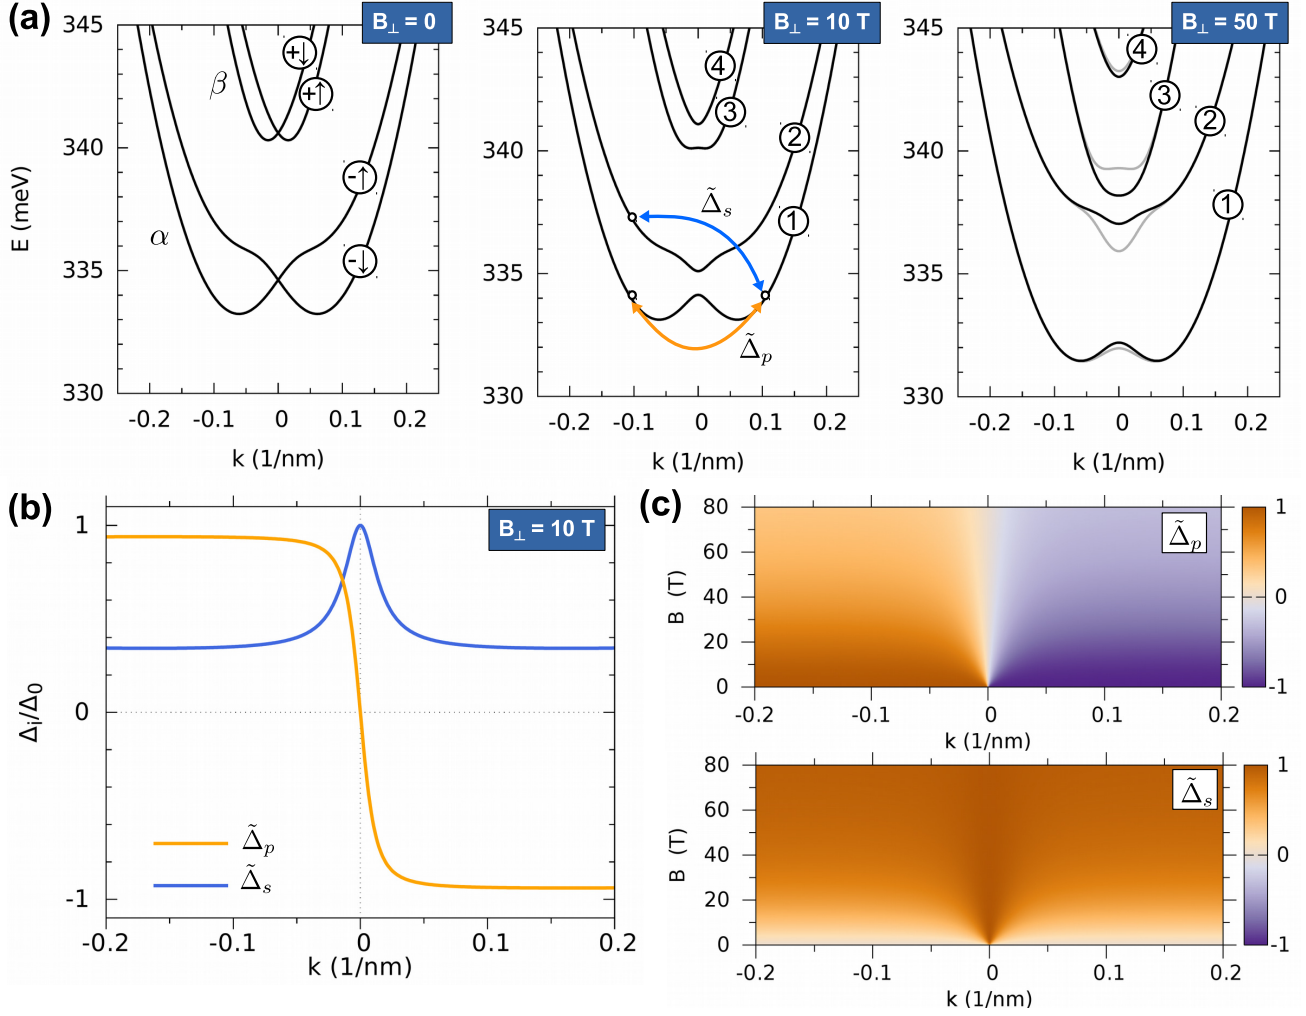 (a)
B⊥ = 0
345
340
335
330
E (meV)
β
α
+↓
+↑
-↑
-↓
-0.2 -0.1 0 0.1 0.2
k (1/nm)
B⊥ = 10 T
345
340
335
330
4
3
2
1
Δ̃s
Δ̃p
-0.2 -0.1 0 0.1 0.2
k (1/nm)
B⊥ = 50 T
345
340
335
330
4
3
2
1
-0.2 -0.1 0 0.1 0.2
k (1/nm)
(b)
B⊥ = 10 T
1
0
-1
Δi/Δ0
Δ̃p
Δ̃s
-0.2 -0.1 0 0.1 0.2
k (1/nm)
(c)
80
60
40
20
0
B (T)
Δ̃p
1
0
-1
-0.2 -0.1 0 0.1 0.2
k (1/nm)
80
60
40
20
0
B (T)
Δ̃s
1
0
-1
-0.2 -0.1 0 0.1 0.2
k (1/nm)